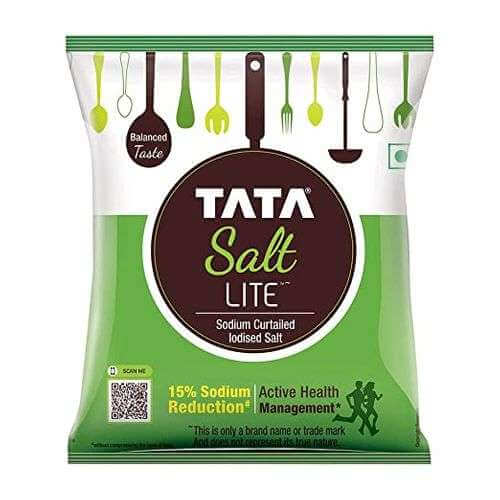 Balanced
Taste
TATA®
Salt
LITE™~
Sodium Curtailed
Iodised Salt
SCAN ME
15% Sodium
Reduction#
Active Health
Management*
~This is only a brand name or trade mark
And does not represent its true nature.